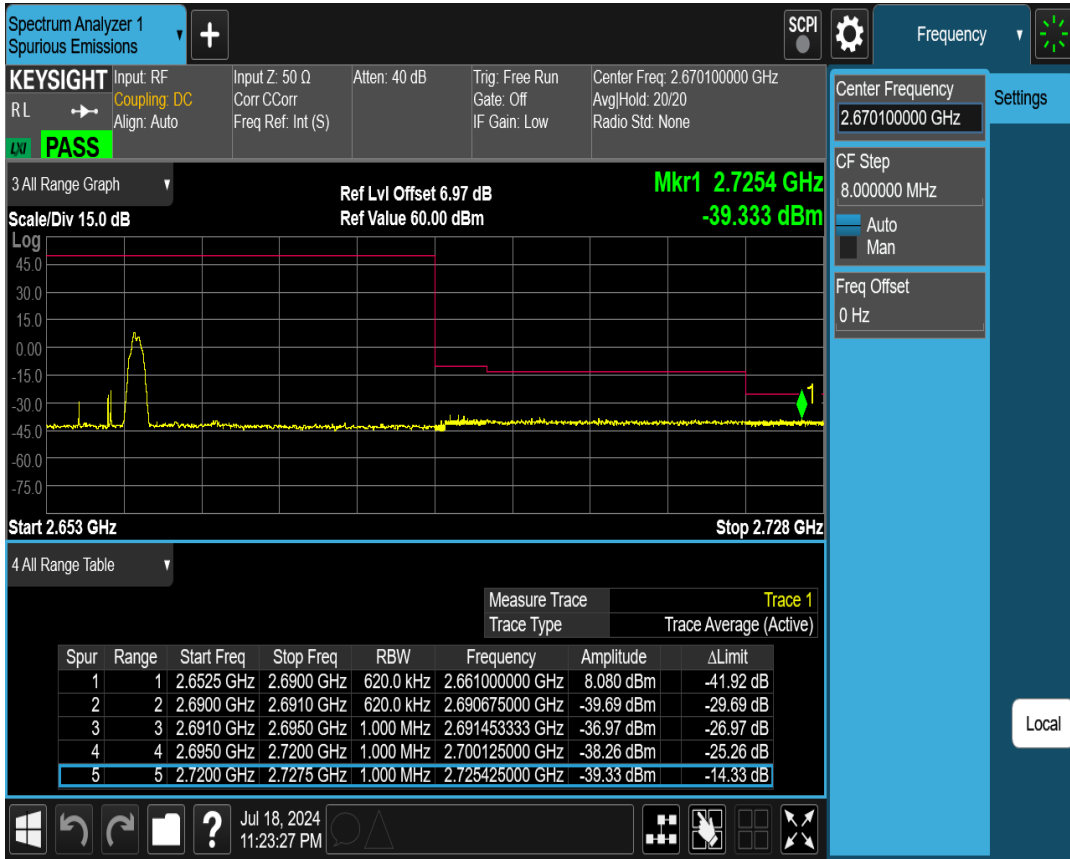 Spectrum Analyzer 1
Spurious Emissions
+
SCPI
Frequency
KEYSIGHT
RL
LXI
PASS
Input: RF
Coupling: DC
Align: Auto
Input Z: 50 Ω
Corr CCorr
Freq Ref: Int (S)
Atten: 40 dB
Trig: Free Run
Gate: Off
IF Gain: Low
Center Freq: 2.670100000 GHz
Avg|Hold: 20/20
Radio Std: None
Center Frequency
2.670100000 GHz
Settings
CF Step
8.000000 MHz
Auto
Man
Freq Offset
0 Hz
Local
3 All Range Graph
Scale/Div 15.0 dB
Ref Lvl Offset 6.97 dB
Ref Value 60.00 dBm
Mkr1 2.7254 GHz
-39.333 dBm
Log
45.0
30.0
15.0
0.00
-15.0
-30.0
-45.0
-60.0
-75.0
1
Start 2.653 GHz
Stop 2.728 GHz
4 All Range Table
Measure Trace Trace 1
Trace Type Trace Average (Active)
Spur Range Start Freq Stop Freq RBW Frequency Amplitude ΔLimit
1 1 2.6525 GHz 2.6900 GHz 620.0 kHz 2.661000000 GHz 8.080 dBm -41.92 dB
2 2 2.6900 GHz 2.6910 GHz 620.0 kHz 2.690675000 GHz -39.69 dBm -29.69 dB
3 3 2.6910 GHz 2.6950 GHz 1.000 MHz 2.691453333 GHz -36.97 dBm -26.97 dB
4 4 2.6950 GHz 2.7200 GHz 1.000 MHz 2.700125000 GHz -38.26 dBm -25.26 dB
5 5 2.7200 GHz 2.7275 GHz 1.000 MHz 2.725425000 GHz -39.33 dBm -14.33 dB
?
Jul 18, 2024
11:23:27 PM